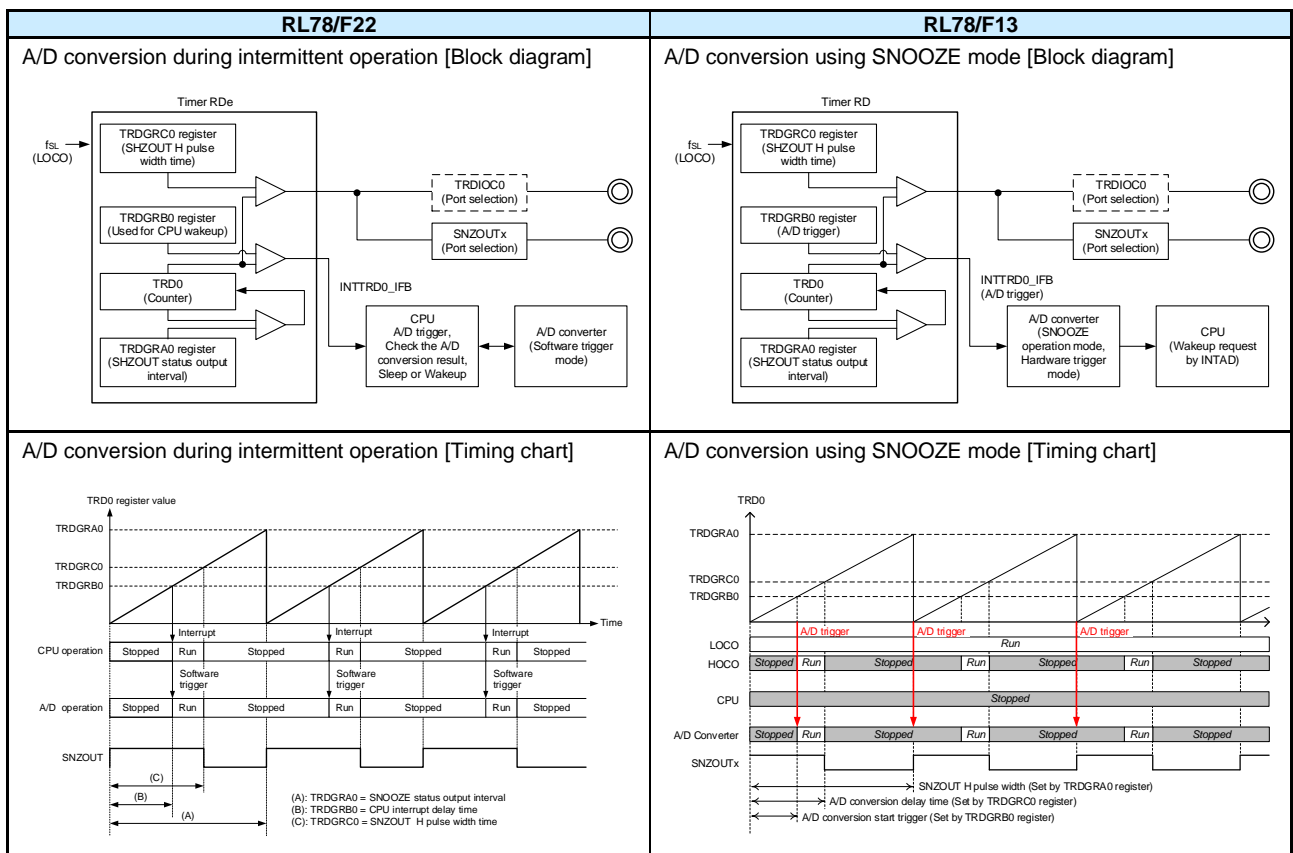 RL78/F22
RL78/F13
A/D conversion during intermittent operation [Block diagram]
Timer RDe
fSL
(LOCO)
TRDGRC0 register
(SHZOUT H pulse
width time)
TRDGRB0 register
(Used for CPU wakeup)
TRD0
(Counter)
TRDGRA0 register
(SHZOUT status output
interval)
TRDIOC0
(Port selection)
SNZOUTx
(Port selection)
INTTRD0_IFB
CPU
A/D trigger,
Check the A/D
conversion result,
Sleep or Wakeup
A/D converter
(Software trigger
mode)
A/D conversion using SNOOZE mode [Block diagram]
Timer RD
fSL
(LOCO)
TRDGRC0 register
(SHZOUT H pulse
width time)
TRDGRB0 register
(A/D trigger)
TRD0
(Counter)
TRDGRA0 register
(SHZOUT status output
interval)
TRDIOC0
(Port selection)
SNZOUTx
(Port selection)
INTTRD0_IFB
(A/D trigger)
A/D converter
(SNOOZE
operation mode,
Hardware trigger
mode)
CPU
(Wakeup request
by INTAD)
A/D conversion during intermittent operation [Timing chart]
TRD0 register value
TRDGRA0
TRDGRC0
TRDGRB0
Time
Interrupt Interrupt Interrupt
CPU operation Stopped Run Stopped Run Stopped Run Stopped
Software
trigger
Software
trigger
Software
trigger
A/D operation Stopped Run Stopped Run Stopped Run Stopped
SNZOUT
(C)
(B)
(A)
(A): TRDGRA0 = SNOOZE status output interval
(B): TRDGRB0 = CPU interrupt delay time
(C): TRDGRC0 = SNZOUT H pulse width time
A/D conversion using SNOOZE mode [Timing chart]
TRD0
TRDGRA0
TRDGRC0
TRDGRB0
A/D trigger A/D trigger A/D trigger
LOCO Run
HOCO Stopped Run Stopped Run Stopped Run Stopped
CPU Stopped
A/D Converter Stopped Run Stopped Run Stopped Run Stopped
SNZOUTx
SNZOUT H pulse width (Set by TRDGRA0 register)
A/D conversion delay time (Set by TRDGRC0 register)
A/D conversion start trigger (Set by TRDGRB0 register)